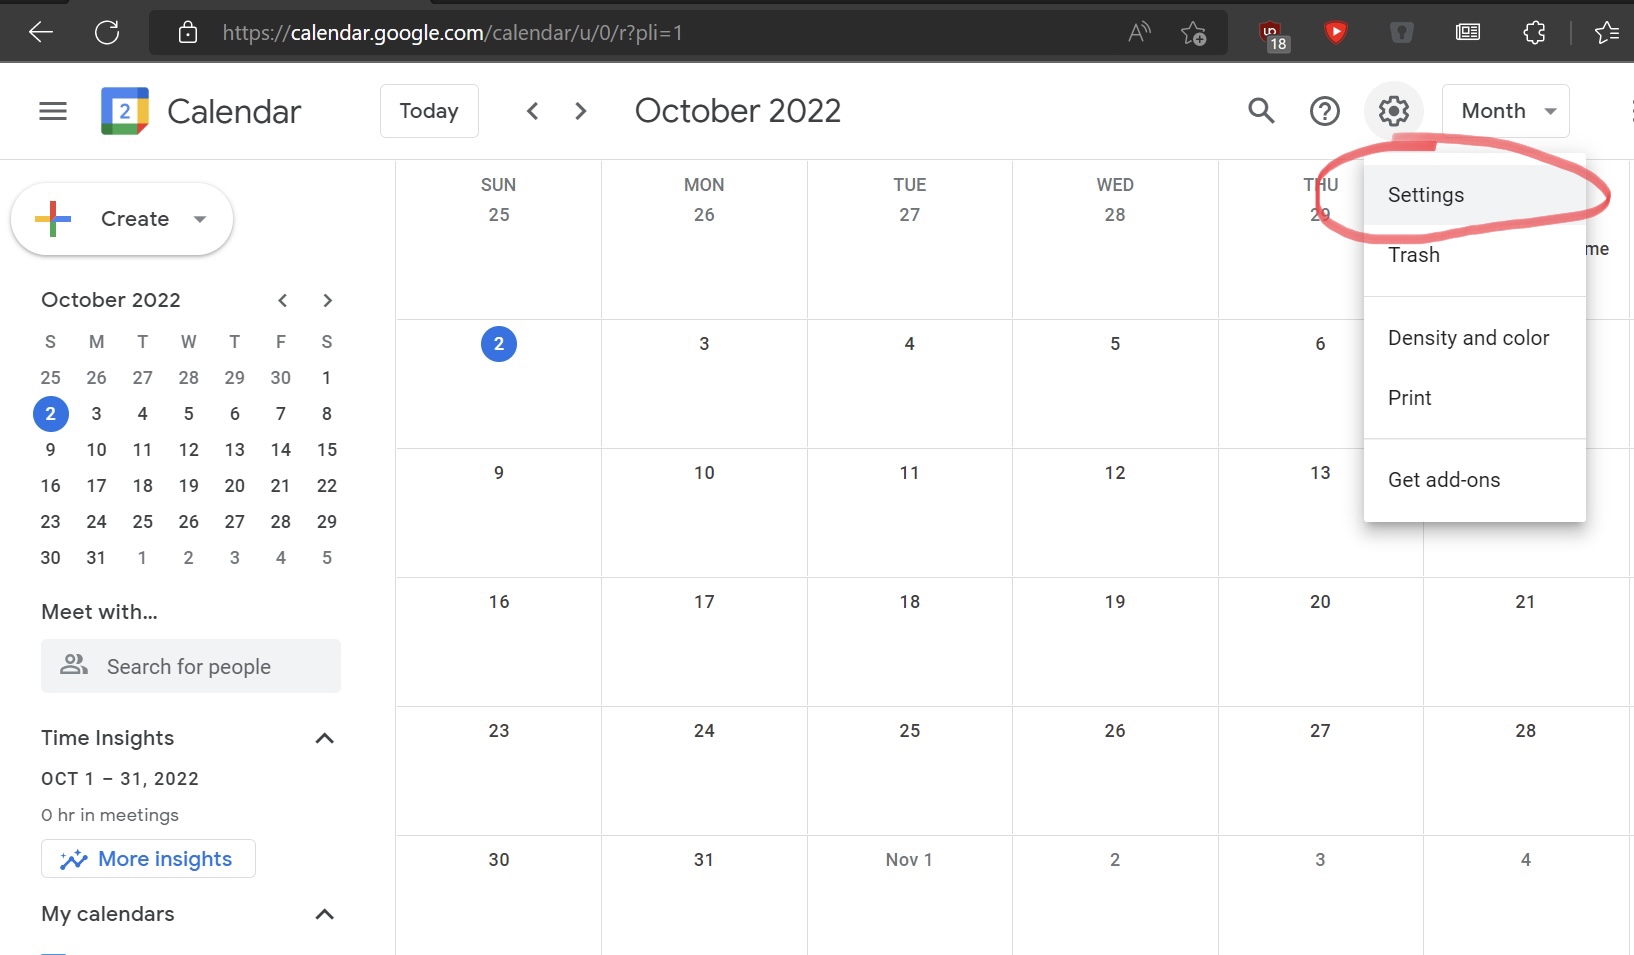 https://calendar.google.com/calendar/u/0/r?pli=1
A
uD
18
2
Calendar
Today
October 2022
Month
Create
October 2022
S M T W T F S
25 26 27 28 29 30 1
2 3 4 5 6 7 8
9 10 11 12 13 14 15
16 17 18 19 20 21 22
23 24 25 26 27 28 29
30 31 1 2 3 4 5
Meet with...
Search for people
Time Insights
OCT 1 – 31, 2022
0 hr in meetings
More insights
My calendars
SUN MON TUE WED THU
25 26 27 28 29
me
2 3 4 5 6
9 10 11 12 13
16 17 18 19 20 21
23 24 25 26 27 28
30 31 Nov 1 2 3 4
Settings
Trash
Density and color
Print
Get add-ons